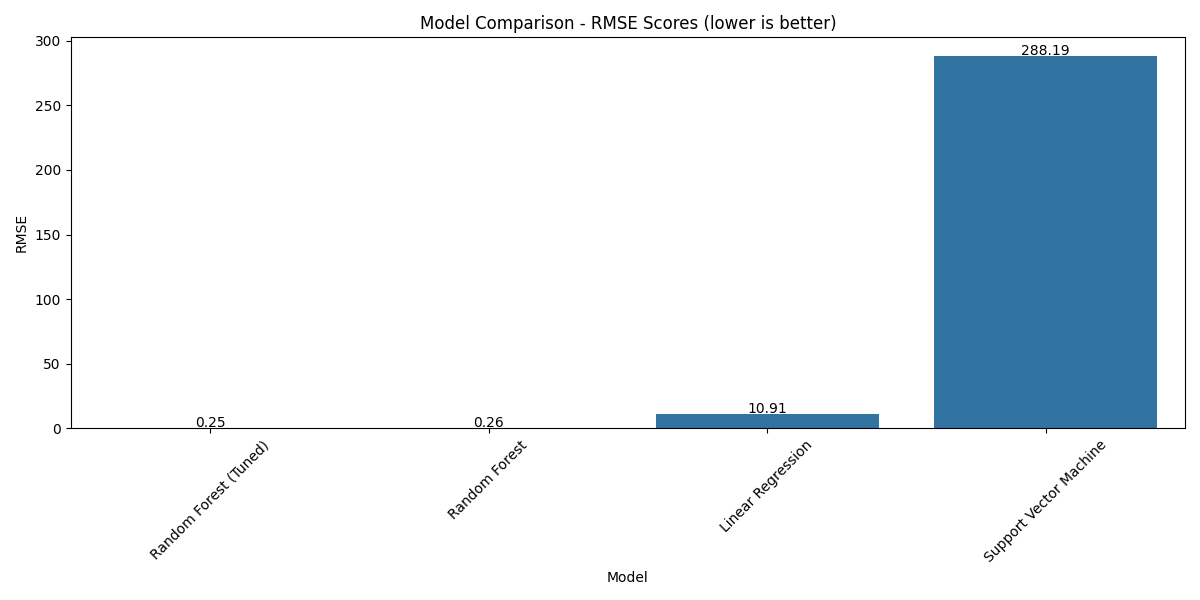 Model Comparison - RMSE Scores (lower is better)
300
250
200
150
100
50
0
RMSE
0.25
0.26
10.91
288.19
Random Forest (Tuned)
Random Forest
Linear Regression
Support Vector Machine
Model